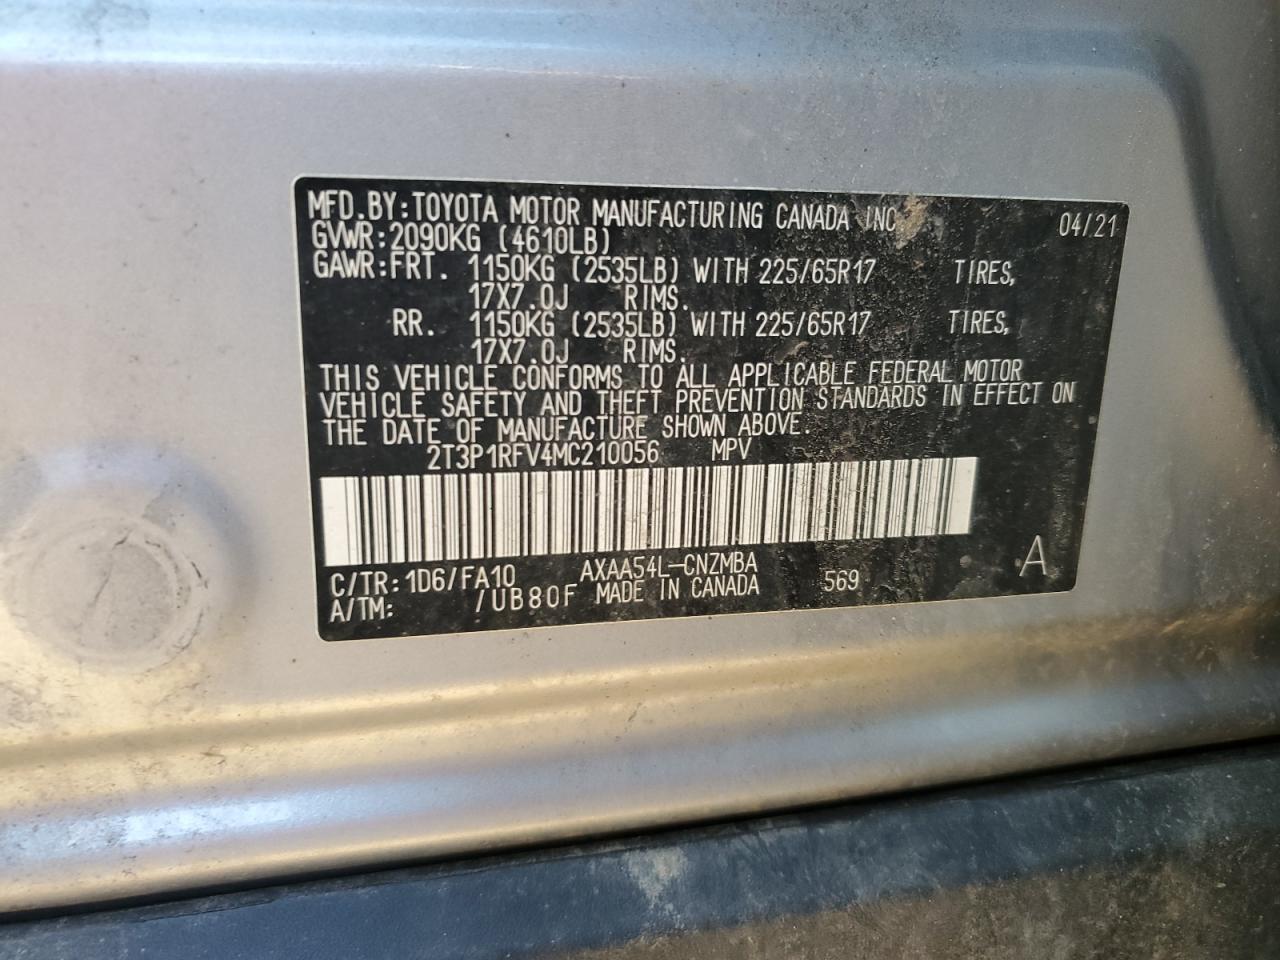 MFD.BY:TOYOTA MOTOR MANUFACTURING CANADA INC 04/21
GVWR:2090KG (4610LB)
GAWR:FRT. 1150KG (2535LB) WITH 225/65R17 TIRES,
17X7.0J RIMS.
RR. 1150KG (2535LB) WITH 225/65R17 TIRES,
17X7.0J RIMS.
THIS VEHICLE CONFORMS TO ALL APPLICABLE FEDERAL MOTOR
VEHICLE SAFETY AND THEFT PREVENTION STANDARDS IN EFFECT ON
THE DATE OF MANUFACTURE SHOWN ABOVE.
2T3P1RFV4MC210056 MPV
C/TR:1D6/FA10 AXAA54L-CNZMBA A
A/TM: /UB80F MADE IN CANADA 569